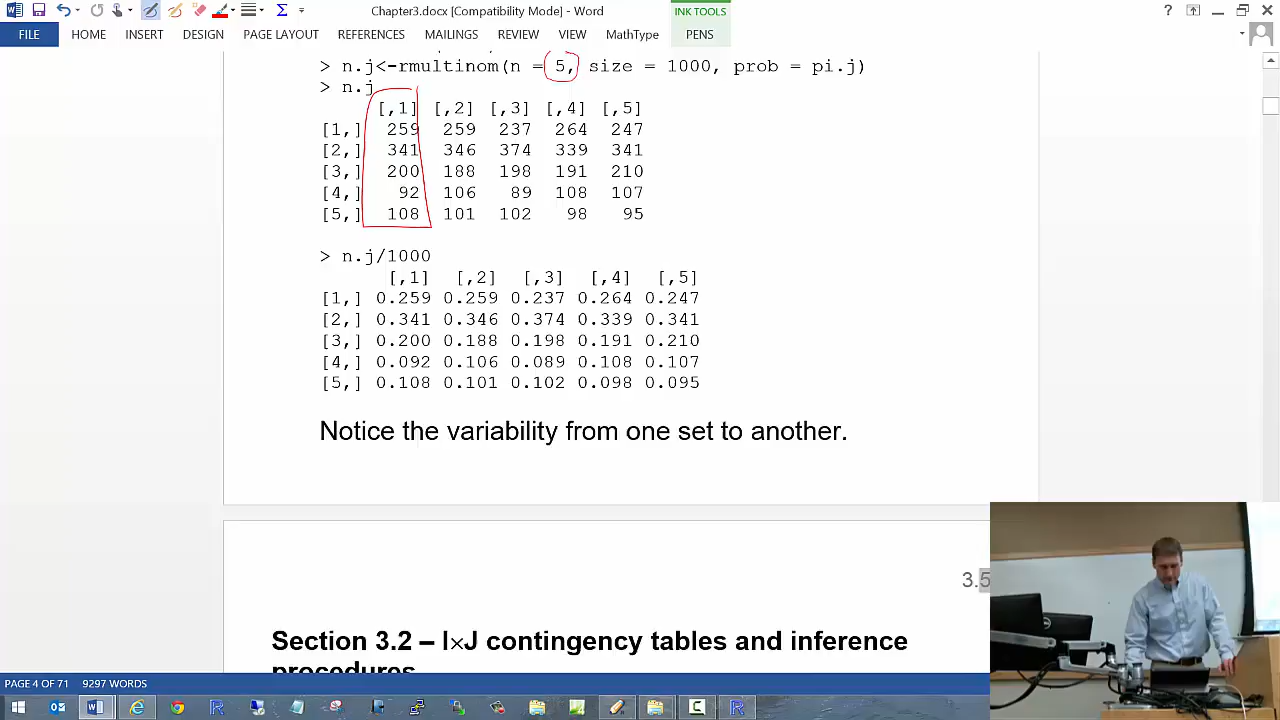 Chapter3.docx [Compatibility Mode] - Word
INK TOOLS
FILE HOME INSERT DESIGN PAGE LAYOUT REFERENCES MAILINGS REVIEW VIEW MathType PENS
> n.j<-rmultinom(n = 5, size = 1000, prob = pi.j)
> n.j
[,1] [,2] [,3] [,4] [,5]
[1,] 259 259 237 264 247
[2,] 341 346 374 339 341
[3,] 200 188 198 191 210
[4,] 92 106 89 108 107
[5,] 108 101 102 98 95
> n.j/1000
[,1] [,2] [,3] [,4] [,5]
[1,] 0.259 0.259 0.237 0.264 0.247
[2,] 0.341 0.346 0.374 0.339 0.341
[3,] 0.200 0.188 0.198 0.191 0.210
[4,] 0.092 0.106 0.089 0.108 0.107
[5,] 0.108 0.101 0.102 0.098 0.095
Notice the variability from one set to another.
3.5
Section 3.2 – I×J contingency tables and inference
procedures
PAGE 4 OF 71 9297 WORDS